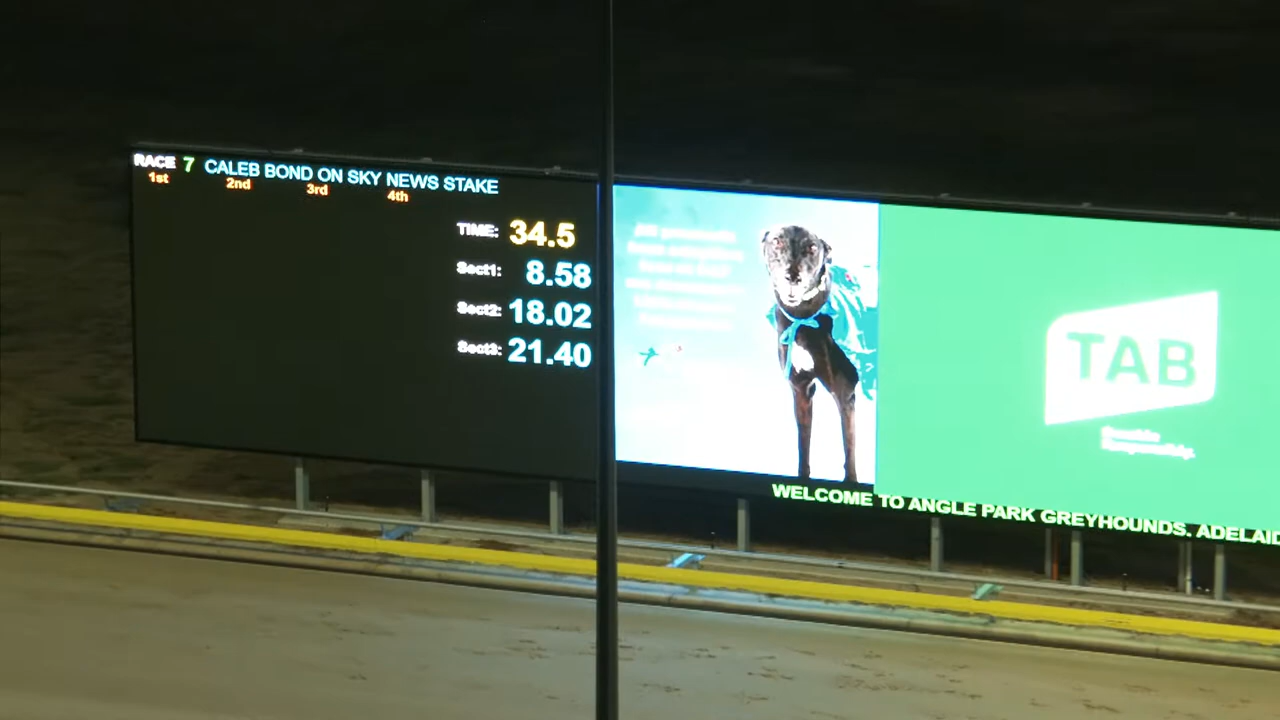 RACE 7 CALEB BOND ON SKY NEWS STAKE
1st 2nd 3rd 4th
TIME: 34.5
Sect1: 8.58
Sect2: 18.02
Sect3: 21.40
TAB
WELCOME TO ANGLE PARK GREYHOUNDS. ADELAID